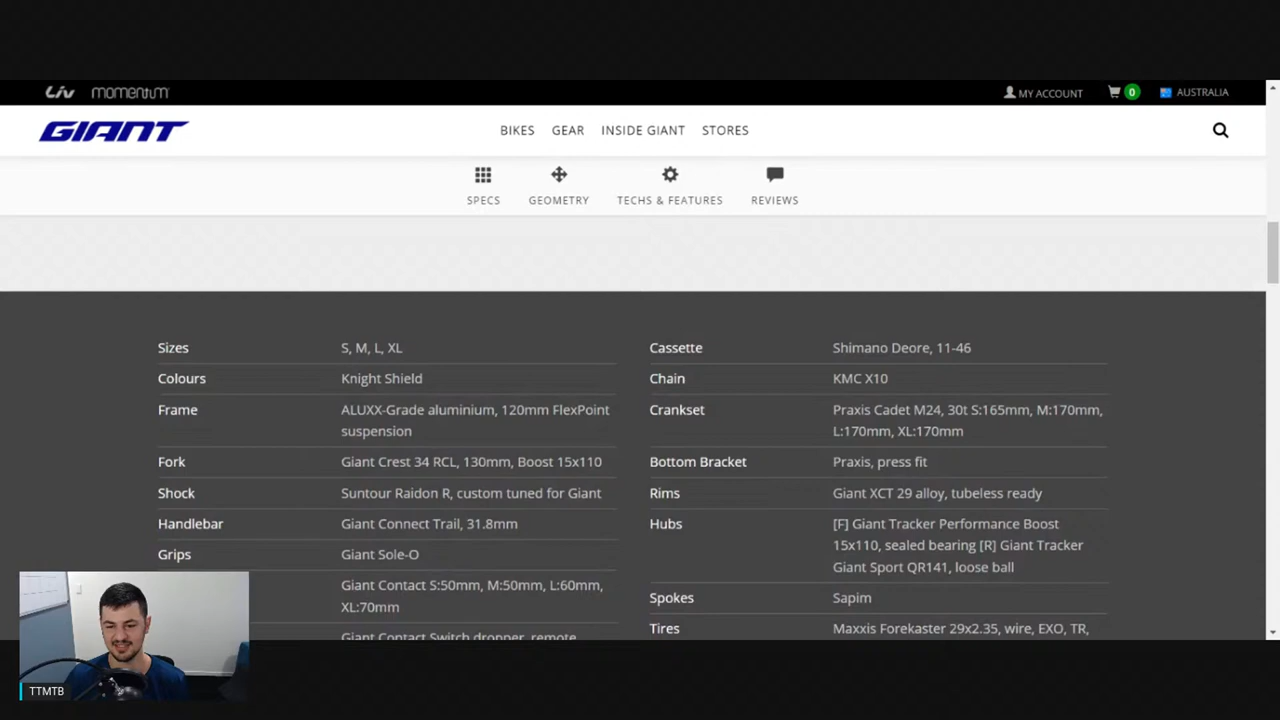 Liv momentum
MY ACCOUNT 0 AUSTRALIA
GIANT BIKES GEAR INSIDE GIANT STORES
SPECS GEOMETRY TECHS & FEATURES REVIEWS
Sizes S, M, L, XL
Colours Knight Shield
Frame ALUXX-Grade aluminium, 120mm FlexPoint
suspension
Fork Giant Crest 34 RCL, 130mm, Boost 15x110
Shock Suntour Raidon R, custom tuned for Giant
Handlebar Giant Connect Trail, 31.8mm
Grips Giant Sole-O
Giant Contact S:50mm, M:50mm, L:60mm,
XL:70mm
Giant Contact Switch dropper, remote
Cassette Shimano Deore, 11-46
Chain KMC X10
Crankset Praxis Cadet M24, 30t S:165mm, M:170mm,
L:170mm, XL:170mm
Bottom Bracket Praxis, press fit
Rims Giant XCT 29 alloy, tubeless ready
Hubs [F] Giant Tracker Performance Boost
15x110, sealed bearing [R] Giant Tracker
Giant Sport QR141, loose ball
Spokes Sapim
Tires Maxxis Forekaster 29x2.35, wire, EXO, TR,
TTMTB